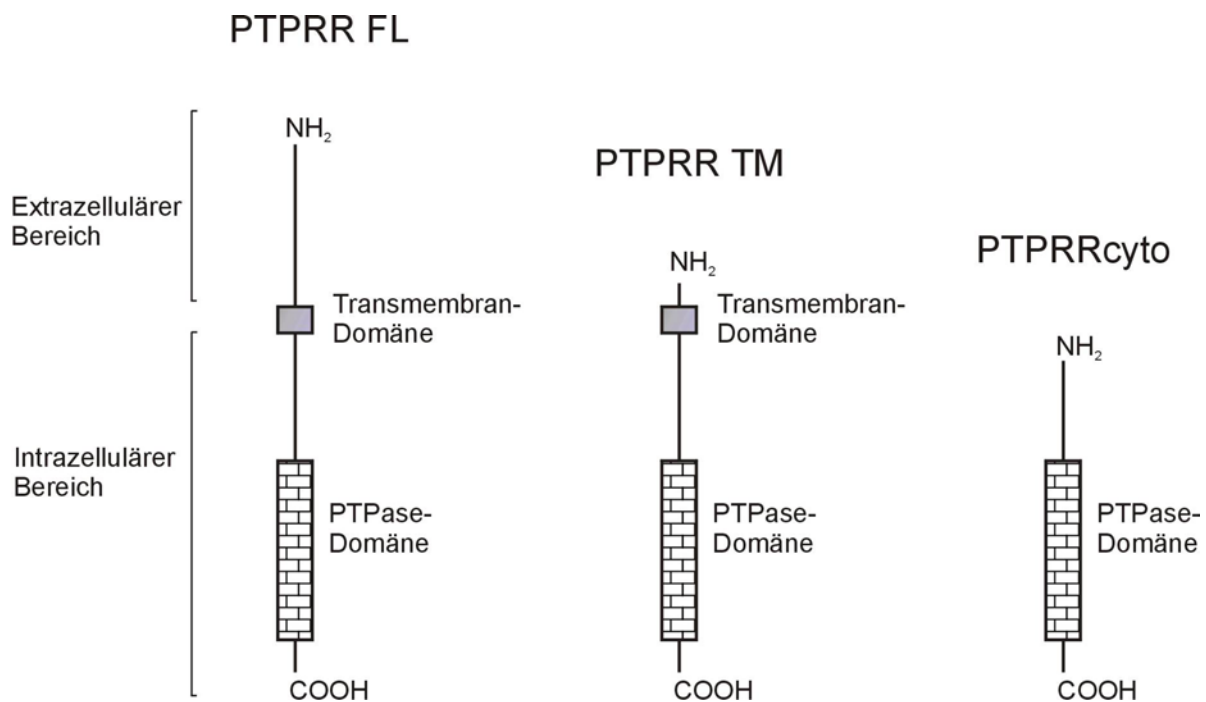 PTPRR FL
NH₂
Extrazellulärer
Bereich
Transmembran-
Domäne
Intrazellulärer
Bereich
PTPase-
Domäne
COOH
PTPRR TM
NH₂
Transmembran-
Domäne
PTPase-
Domäne
COOH
PTPRRcyto
NH₂
PTPase-
Domäne
COOH